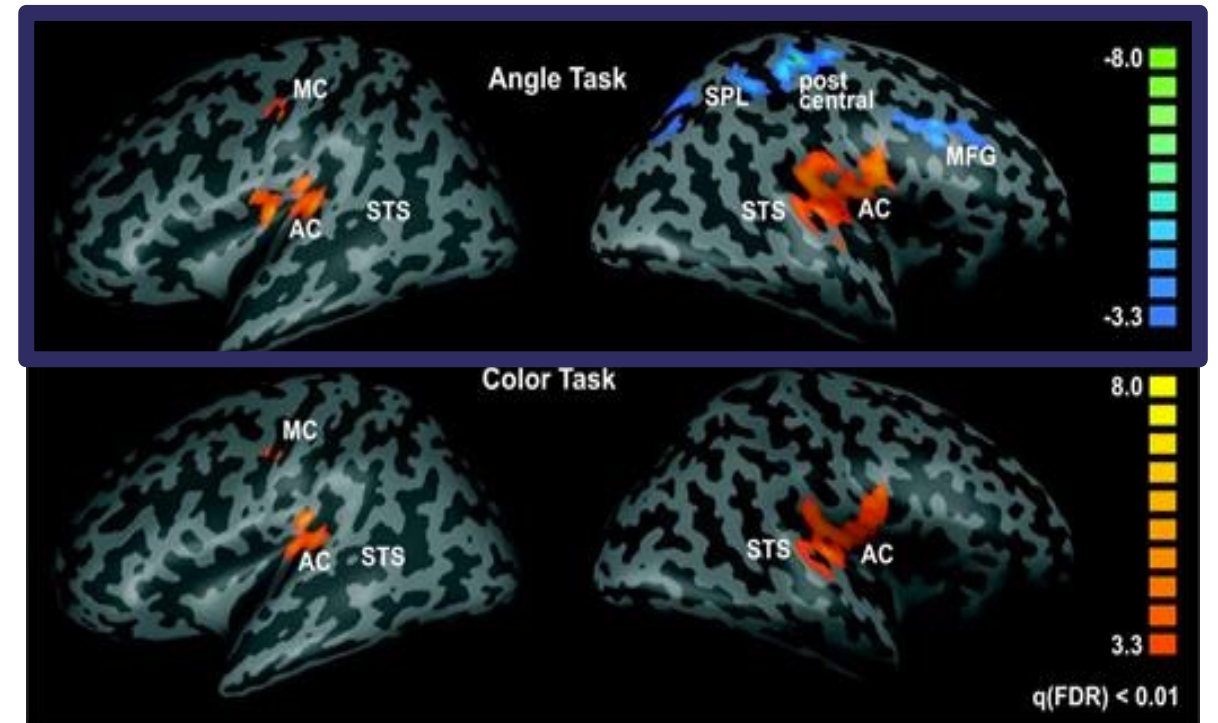 Angle Task
MC
AC
STS
SPL
post
central
MFG
STS
AC
-8.0
-3.3
Color Task
MC
AC
STS
STS
AC
8.0
3.3
q(FDR) < 0.01